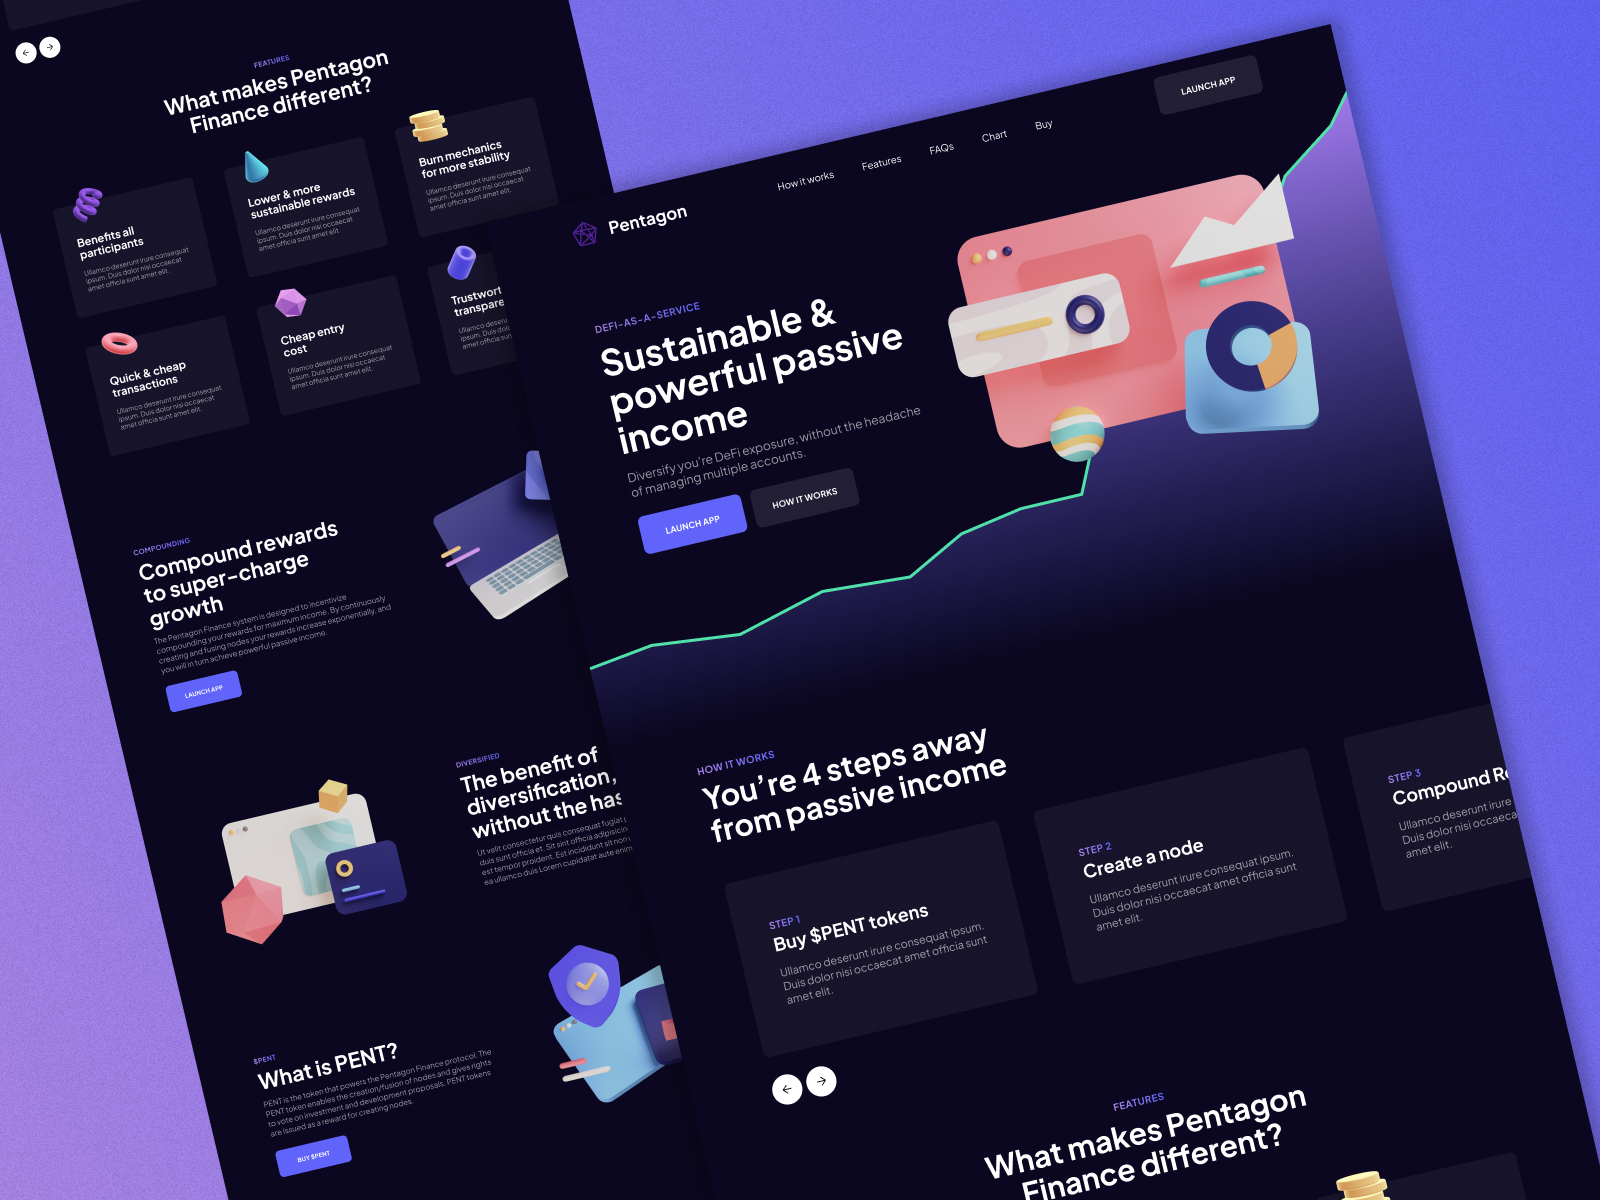 FEATURES
What makes Pentagon
Finance different?
Benefits all
participants
Ullamco deserunt irure consequat
ipsum. Duis dolor nisi occaecat
amet officia sunt amet elit.
Lower & more
sustainable rewards
Ullamco deserunt irure consequat
ipsum. Duis dolor nisi occaecat
amet officia sunt amet elit.
Burn mechanics
for more stability
Ullamco deserunt irure consequat
ipsum. Duis dolor nisi occaecat
amet officia sunt amet elit.
Quick & cheap
transactions
Ullamco deserunt irure consequat
ipsum. Duis dolor nisi occaecat
amet officia sunt amet elit.
Cheap entry
cost
Ullamco deserunt irure consequat
ipsum. Duis dolor nisi occaecat
amet officia sunt amet elit.
Trustwort
transpare
Ullamco deseru
ipsum. Duis dol
amet officia sun
COMPOUNDING
Compound rewards
to super-charge
growth
The Pentagon Finance system is designed to incentivize
compounding your rewards for maximum income. By continuously
creating and fusing nodes your rewards increase exponentially, and
you will in turn achieve powerful passive income.
LAUNCH APP
DIVERSIFIED
The benefit of
diversification,
without the has
Ut velit consectetur quis consequat fugiat
duis sunt officia et. Sit sint officia adipisicin
est tempor proident. Est incididunt sit non
ea ullamco duis Lorem cupidatat aute enim
$PENT
What is PENT?
PENT is the token that powers the Pentagon Finance protocol. The
PENT token enables the creation/fusion of nodes and gives rights
to vote on investment and development proposals. PENT tokens
are issued as a reward for creating nodes.
BUY $PENT
Pentagon
How it works
Features
FAQs
Chart
Buy
LAUNCH APP
DEFI-AS-A-SERVICE
Sustainable &
powerful passive
income
Diversify you're DeFi exposure, without the headache
of managing multiple accounts.
LAUNCH APP
HOW IT WORKS
HOW IT WORKS
You're 4 steps away
from passive income
STEP 1
Buy $PENT tokens
Ullamco deserunt irure consequat ipsum.
Duis dolor nisi occaecat amet officia sunt
amet elit.
STEP 2
Create a node
Ullamco deserunt irure consequat ipsum.
Duis dolor nisi occaecat amet officia sunt
amet elit.
STEP 3
Compound Re
Ullamco deserunt irure
Duis dolor nisi occaeca
amet elit.
FEATURES
What makes Pentagon
Finance different?